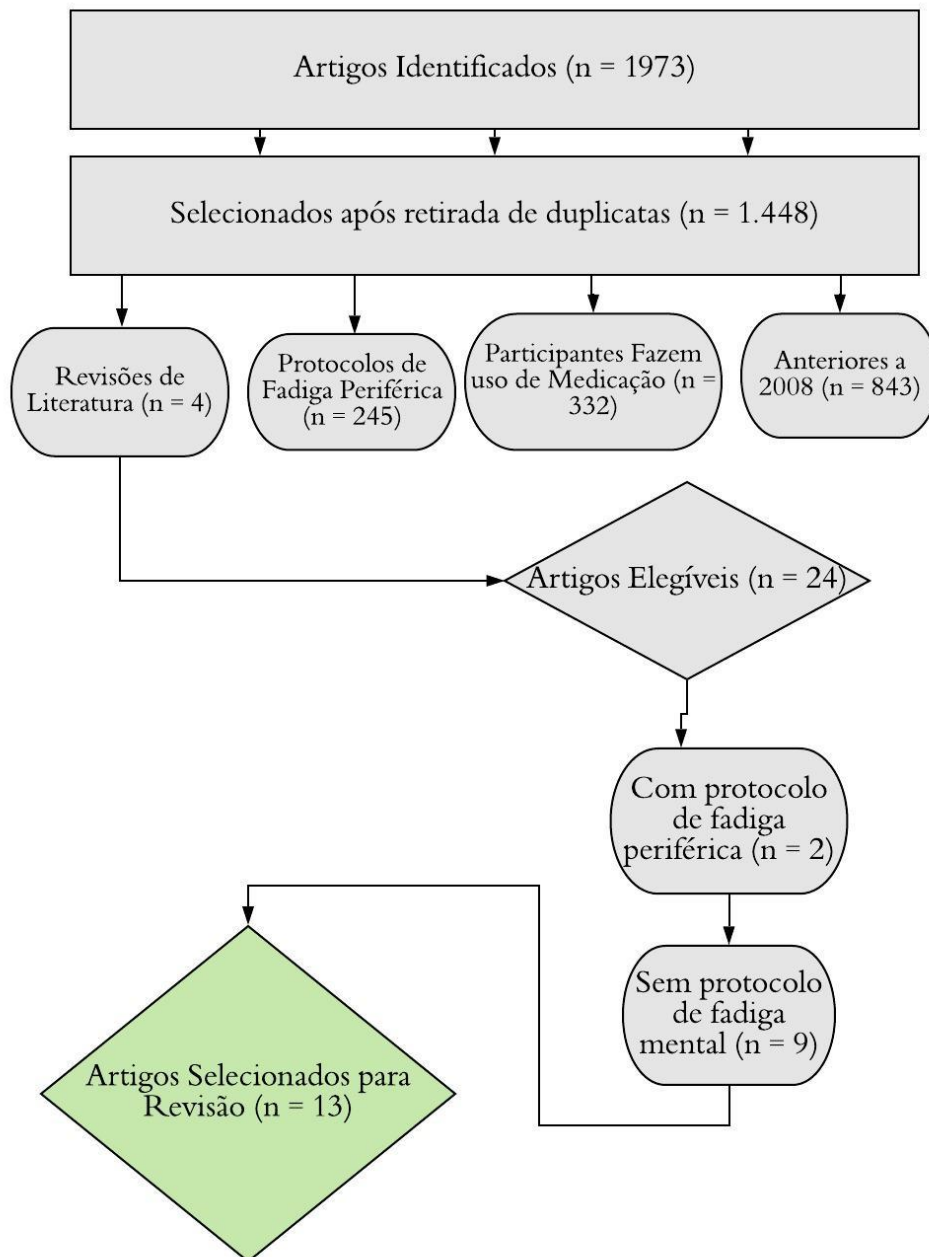 Artigos Identificados (n = 1973)
Selecionados após retirada de duplicatas (n = 1.448)
Revisões de
Literatura (n = 4)
Protocolos de
Fadiga Periférica
(n = 245)
Participantes Fazem
uso de Medicação (n =
332)
Anteriores a
2008 (n = 843)
Artigos Elegíveis (n = 24)
Com protocolo
de fadiga
periférica (n = 2)
Sem protocolo
de fadiga
mental (n = 9)
Artigos Selecionados para
Revisão (n = 13)